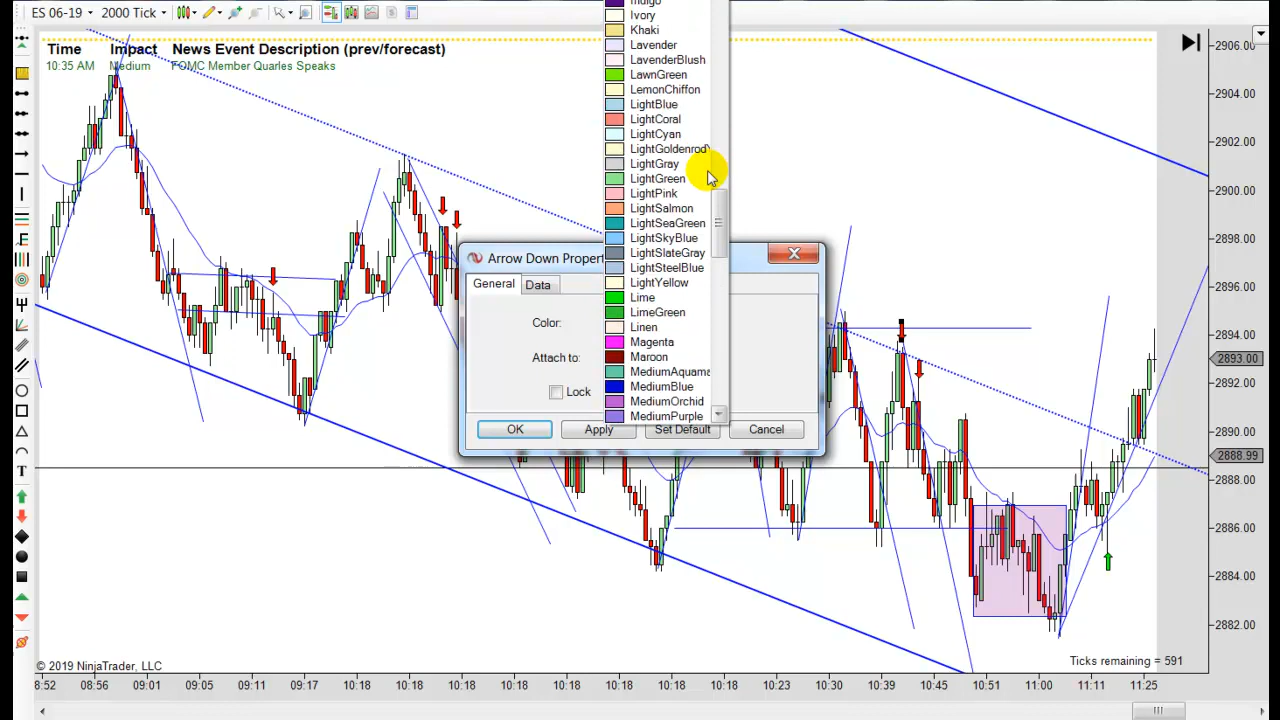 ES 06-19
2000 Tick
Time Impact News Event Description (prev/forecast)
10:35 AM Medium FOMC Member Quarles Speaks
Indigo
Ivory
Khaki
Lavender
LavenderBlush
LawnGreen
LemonChiffon
LightBlue
LightCoral
LightCyan
LightGoldenrod
LightGray
LightGreen
LightPink
LightSalmon
LightSeaGreen
LightSkyBlue
LightSlateGray
LightSteelBlue
LightYellow
Lime
LimeGreen
Linen
Magenta
Maroon
MediumAquama
MediumBlue
MediumOrchid
MediumPurple
Arrow Down Propert
General
Data
Color:
Attach to:
Lock
OK
Apply
Set Default
Cancel
2906.00
2904.00
2902.00
2900.00
2898.00
2896.00
2894.00
2893.00
2892.00
2890.00
2888.99
2888.00
2886.00
2884.00
2882.00
T
© 2019 NinjaTrader, LLC
Ticks remaining = 591
8:52 08:56 09:01 09:05 09:11 09:17 10:18 10:18 10:18 10:18 10:18 10:18 10:18 10:18 10:23 10:30 10:39 10:45 10:51 11:00 11:11 11:25